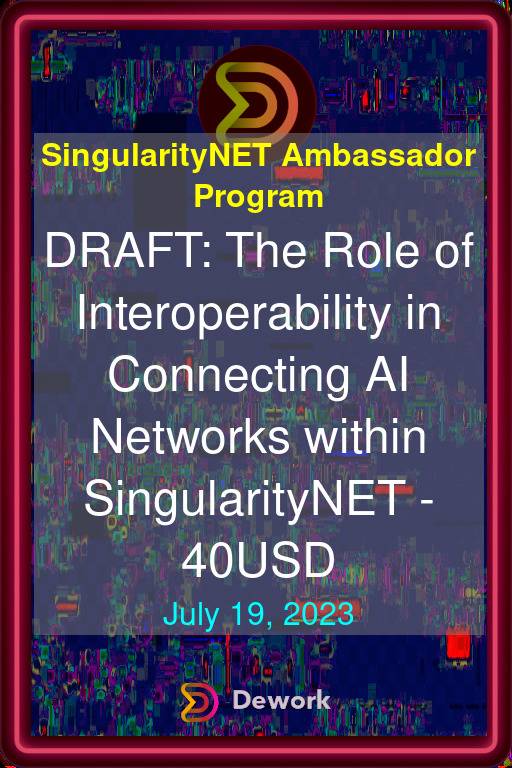 SingularityNET Ambassador
Program
DRAFT: The Role of
Interoperability in
Connecting AI
Networks within
SingularityNET -
40USD
July 19, 2023
Dework